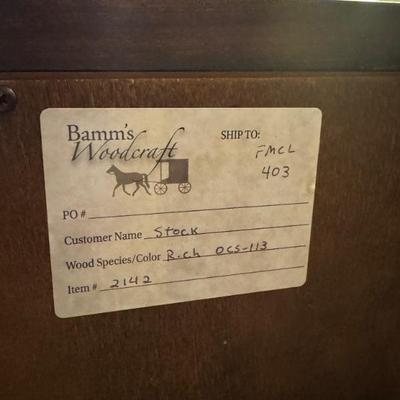 Bamm's
Woodcraft
SHIP TO:
FMCL
403
PO #
Customer Name Stock
Wood Species/Color Rich OCS-113
Item # 2142